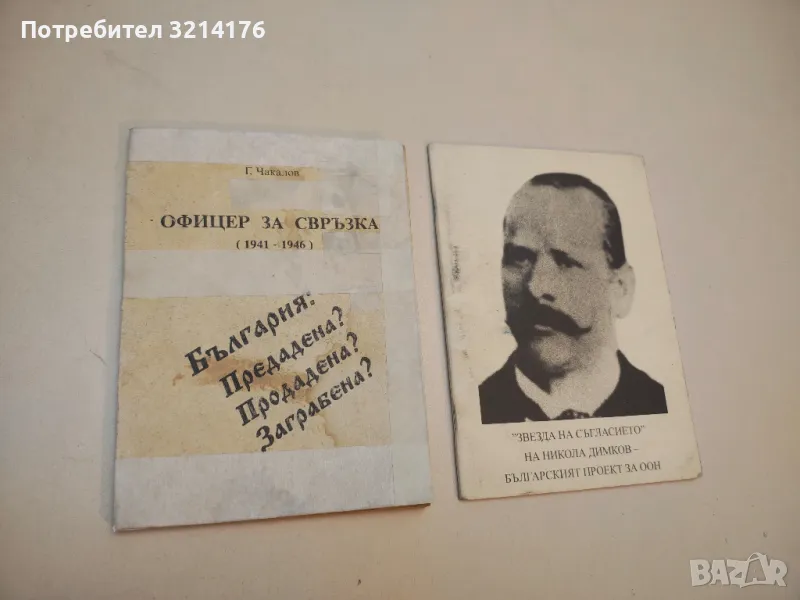 Потребител 3214176
Г. Чакалов
ОФИЦЕР ЗА СВРЪЗКА
( 1941 - 1946 )
България:
Предадена?
Продадена?
Заграбена?
"ЗВЕЗДА НА СЪГЛАСИЕТО"
НА НИКОЛА ДИМКОВ –
БЪЛГАРСКИЯТ ПРОЕКТ ЗА ООН
BAZAR